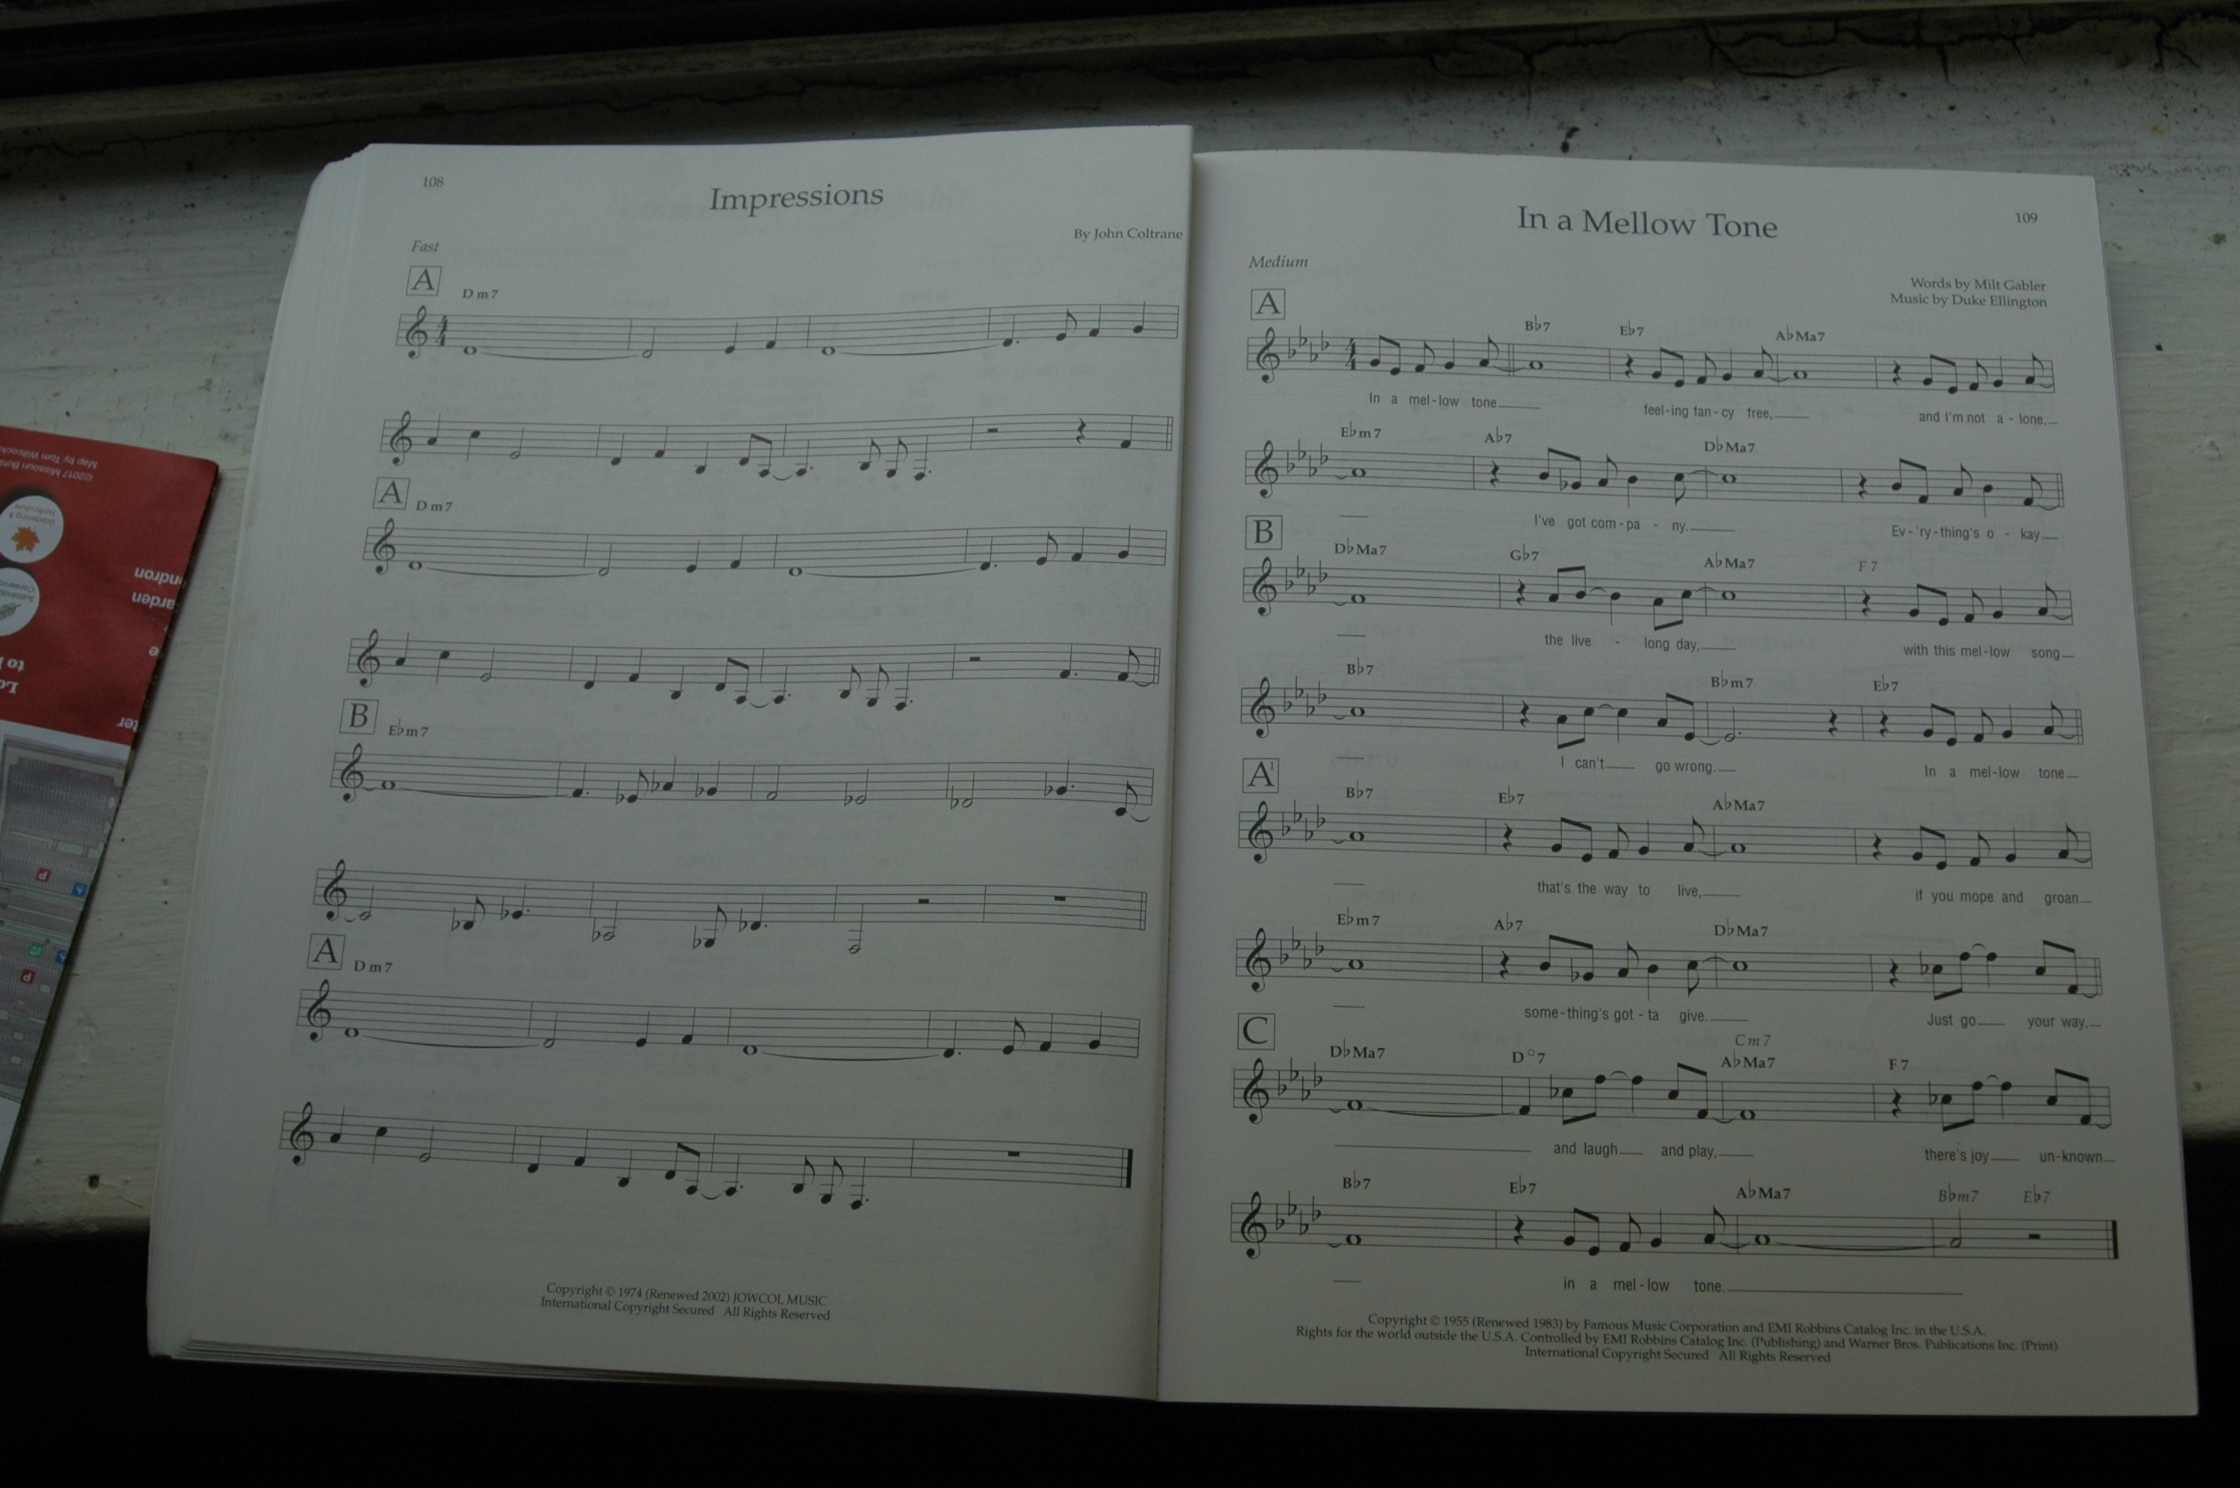 108
Impressions
By John Coltrane
Fast
A
Dm7
A
Dm7
B
E♭m7
A
Dm7
Copyright © 1974 (Renewed 2002) JOWCOL MUSIC
International Copyright Secured   All Rights Reserved
In a Mellow Tone
109
Medium
Words by Milt Gabler
Music by Duke Ellington
A
B♭7 E♭7 A♭Ma7
In a mel-low tone feel-ing fan-cy free, and I'm not a-lone,
E♭m7 A♭7 D♭Ma7
I've got com-pa-ny. Ev-'ry-thing's o-kay
B
D♭Ma7 G♭7 A♭Ma7 F7
the live-long day, with this mel-low song
B♭7 B♭m7 E♭7
I can't go wrong. In a mel-low tone
A1
B♭7 E♭7 A♭Ma7
that's the way to live, if you mope and groan
E♭m7 A♭7 D♭Ma7
some-thing's got-ta give. Just go your way,
C
Cm7
D♭Ma7 D°7 A♭Ma7 F7
and laugh and play, there's joy un-known
B♭7 E♭7 A♭Ma7 B♭m7 E♭7
in a mel-low tone.
Copyright © 1955 (Renewed 1983) by Famous Music Corporation and EMI Robbins Catalog Inc. in the U.S.A.
Rights for the world outside the U.S.A. Controlled by EMI Robbins Catalog Inc. (Publishing) and Warner Bros. Publications Inc. (Print)
International Copyright Secured   All Rights Reserved
©2017 Missouri
Map by Tom
Gardening &
Horticulture